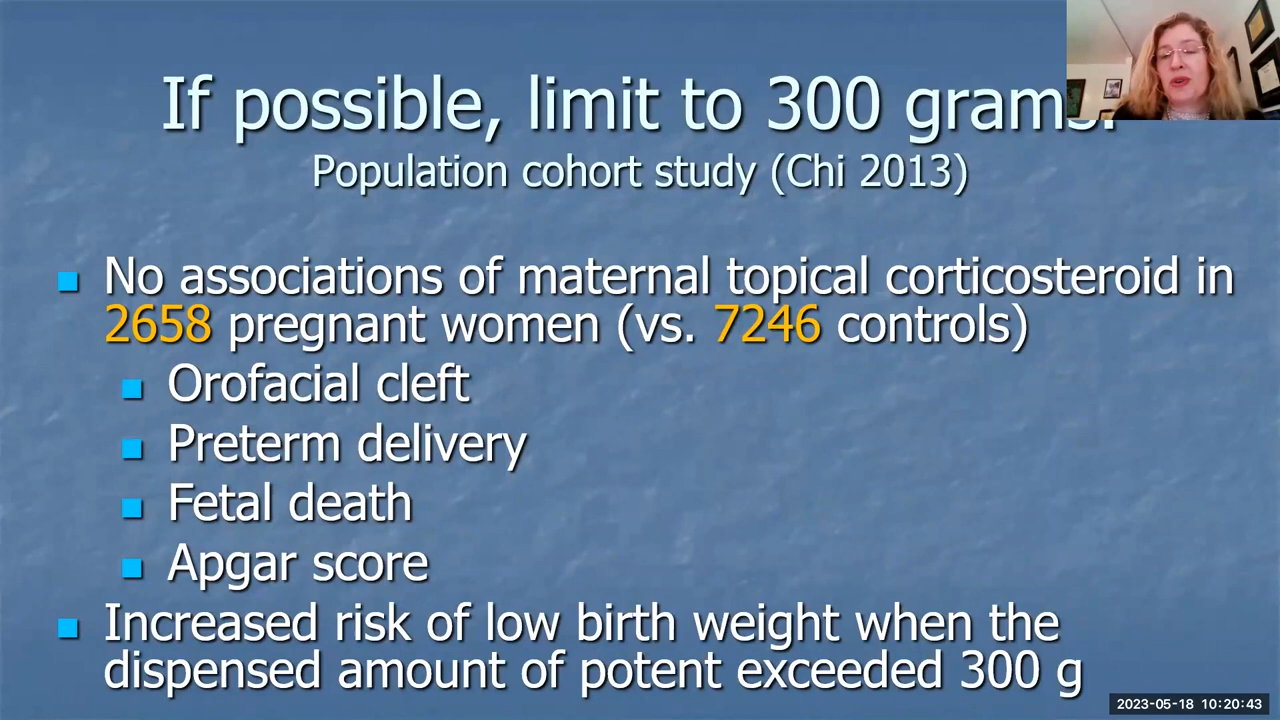 If possible, limit to 300 grams.
Population cohort study (Chi 2013)
No associations of maternal topical corticosteroid in
2658 pregnant women (vs. 7246 controls)
Orofacial cleft
Preterm delivery
Fetal death
Apgar score
Increased risk of low birth weight when the
dispensed amount of potent exceeded 300 g
2023-05-18 10:20:43